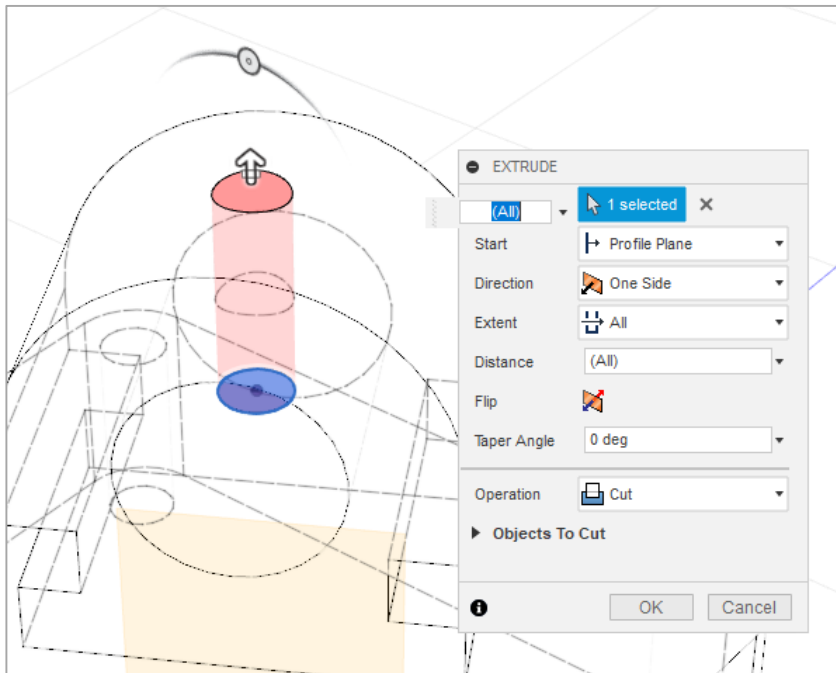 EXTRUDE
(All)
1 selected
Start
Profile Plane
Direction
One Side
Extent
All
Distance
(All)
Flip
Taper Angle
0 deg
Operation
Cut
Objects To Cut
OK
Cancel